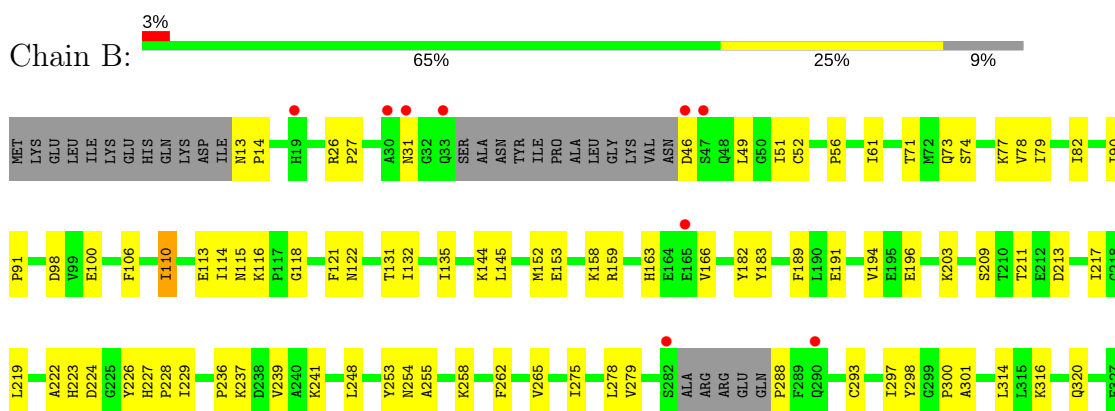 3%
Chain B:
65% 25% 9%
MET LYS GLU LEU ILE LYS GLU HIS GLN LYS ASP ILE N13 P14 H19 R26 P27 A30 N31 G32 Q33 SER ALA ASN TYR ILE PRO ALA LEU GLY LYS VAL ASN D46 S47 Q48 L49 G50 I51 C52 P56 I61 T71 M72 Q73 S74 K77 V78 I79 I82 I90
P91 D98 V99 E100 F106 I110 E113 I114 N115 K116 P117 G118 F121 N122 T131 I132 I135 K144 L145 M152 E153 K158 R159 H163 E164 E165 V166 Y182 Y183 F189 L190 E191 V194 E195 E196 K203 S209 T210 T211 E212 D213 I217 G218
L219 A222 H223 D224 G225 Y226 H227 P228 I229 P236 K237 D238 V239 A240 K241 L248 Y253 N254 A255 K258 F262 V265 I275 L278 V279 S282 ALA ARG ARG GLU GLN P288 F289 Q290 C293 I297 Y298 G299 P300 A301 L314 L315 K316 Q320